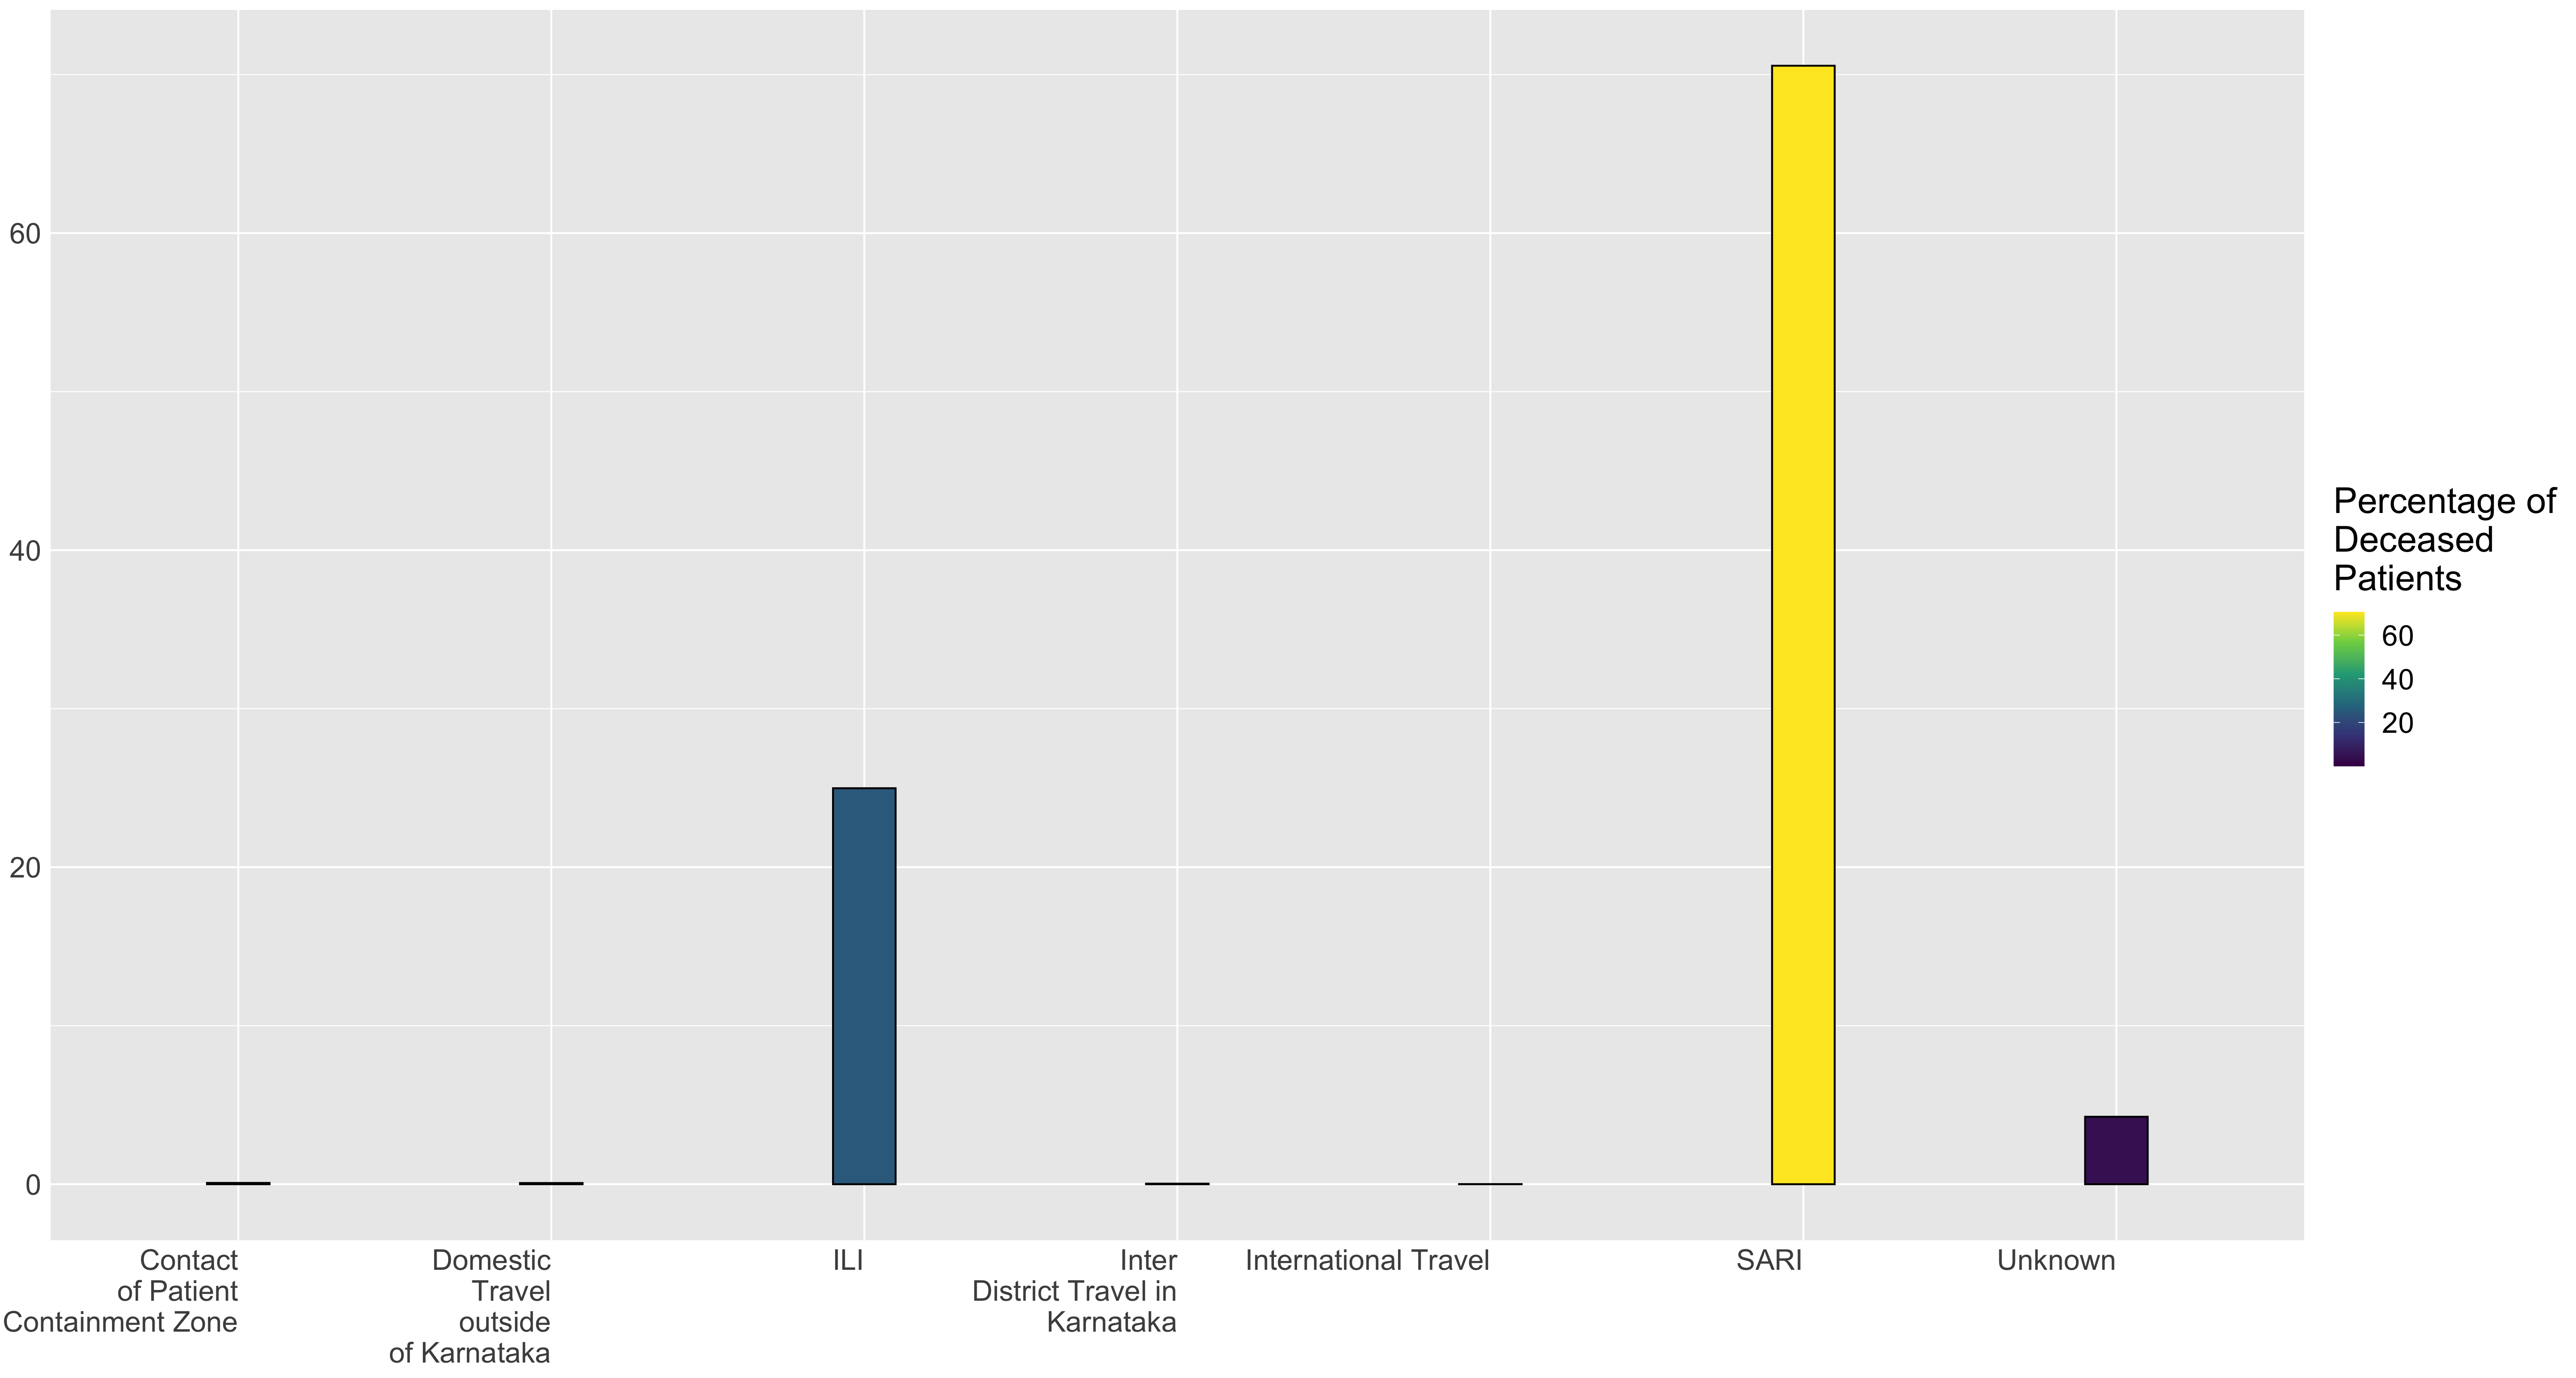 60
40
20
0
Contact
of Patient
Containment Zone
Domestic
Travel
outside
of Karnataka
ILI
Inter
District Travel in
Karnataka
International Travel
SARI
Unknown
Percentage of
Deceased
Patients
60
40
20